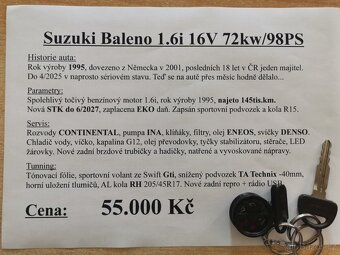 Suzuki Baleno 1.6i 16V 72kw/98PS
Historie auta:
Rok výroby 1995, dovezeno z Německa v 2001, posledních 18 let v ČR jeden majitel.
Do 4/2025 v naprosto sériovém stavu. Teď se na autě přes měsíc hodně dělalo...
Parametry:
Spolehlivý točivý benzínový motor 1.6i, rok výroby 1995, najeto 145tis.km.
Nová STK do 6/2027, zaplacena EKO daň. Zapsán sportovní podvozek a kola R15.
Servis:
Rozvody CONTINENTAL, pumpa INA, kliňáky, filtry, olej ENEOS, svíčky DENSO.
Chladič vody, víčko, kapalina G12, olej převodovky, tyčky stabilizátoru, stěrače, LED
žárovky. Nové zadní brzdové trubičky a hadičky, natřené a vyvoskované nápravy.
Tunning:
Tónovací fólie, sportovní volant ze Swift Gti, snížený podvozek TA Technix -40mm,
horní uložení tlumičů, AL kola RH 205/45R17. Nové zadní repro + rádio USB.
Cena: 55.000 Kč